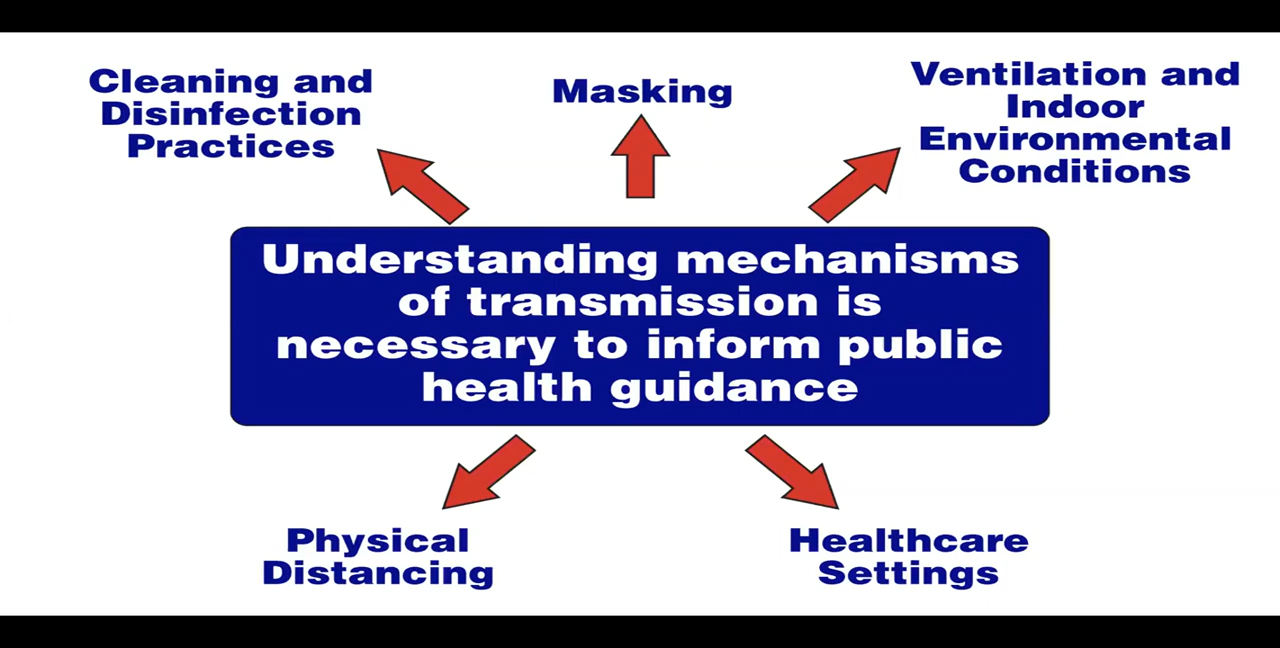 Cleaning and
Disinfection
Practices
Masking
Ventilation and
Indoor
Environmental
Conditions
Understanding mechanisms
of transmission is
necessary to inform public
health guidance
Physical
Distancing
Healthcare
Settings